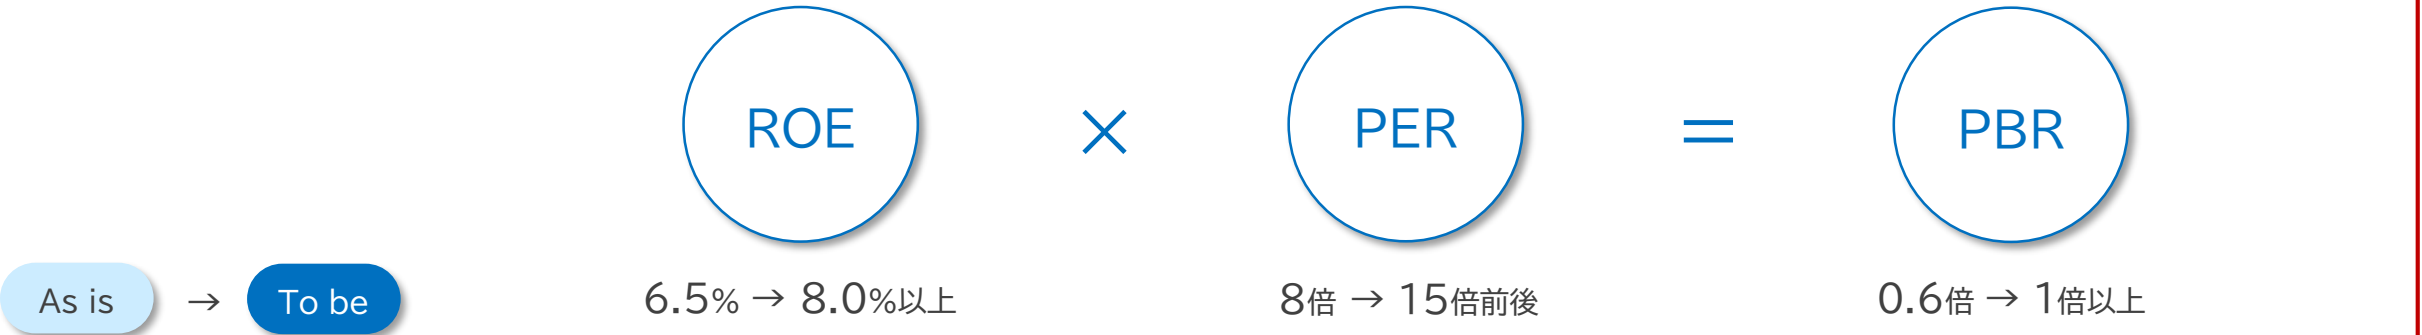 ROE × PER = PBR
As is → To be 6.5% → 8.0%以上 8倍 → 15倍前後 0.6倍 → 1倍以上